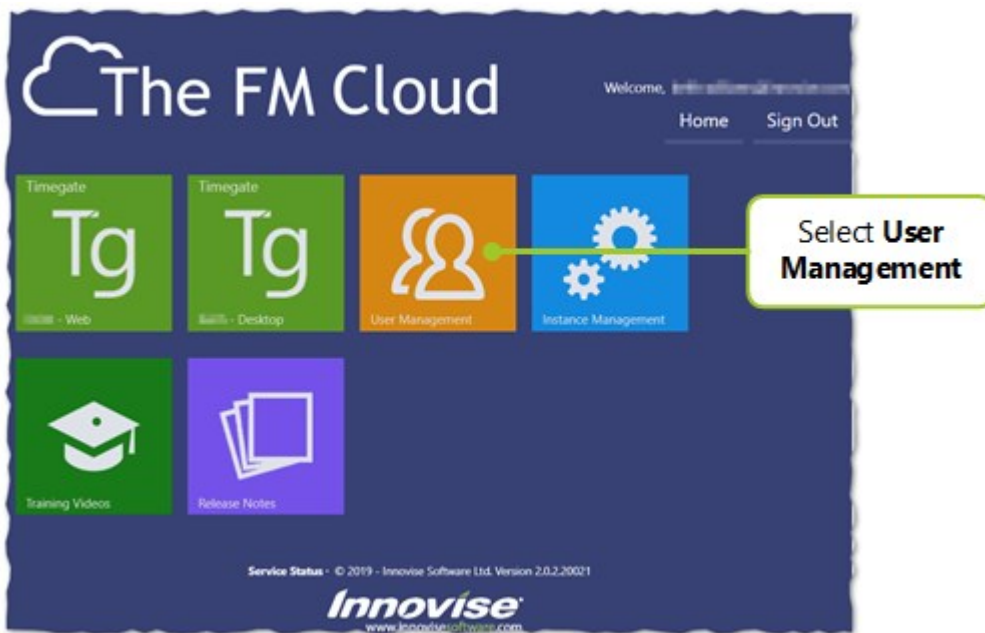 The FM Cloud
Welcome,
Home Sign Out
Timegate
Tg
- Web
Timegate
Tg
- Desktop
User Management
Instance Management
Select User
Management
Training Videos
Release Notes
Service Status - © 2019 - Innovise Software Ltd. Version 2.0.2.20021
Innovise
www.innovisesoftware.com